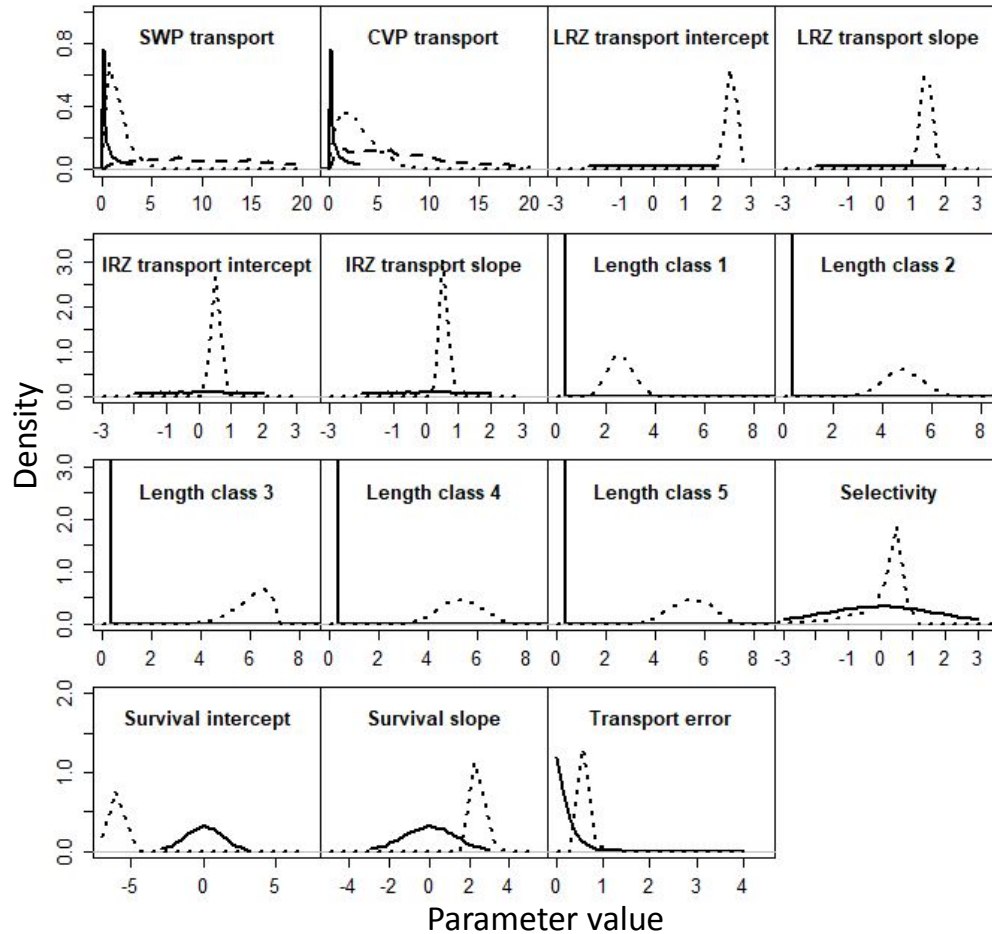 SWP transport
CVP transport
LRZ transport intercept
LRZ transport slope
0.0 0.4 0.8
0 5 10 15 20
0 5 10 15 20
-3 -1 0 1 2 3
-3 -1 0 1 2 3
IRZ transport intercept
IRZ transport slope
Length class 1
Length class 2
0.0 1.0 2.0 3.0
-3 -1 0 1 2 3
-3 -1 0 1 2 3
0 2 4 6 8
0 2 4 6 8
Density
Length class 3
Length class 4
Length class 5
Selectivity
0.0 1.0 2.0 3.0
0 2 4 6 8
0 2 4 6 8
0 2 4 6 8
-3 -1 0 1 2 3
Survival intercept
Survival slope
Transport error
0.0 1.0 2.0
-5 0 5
-4 -2 0 2 4
0 1 2 3 4
Parameter value